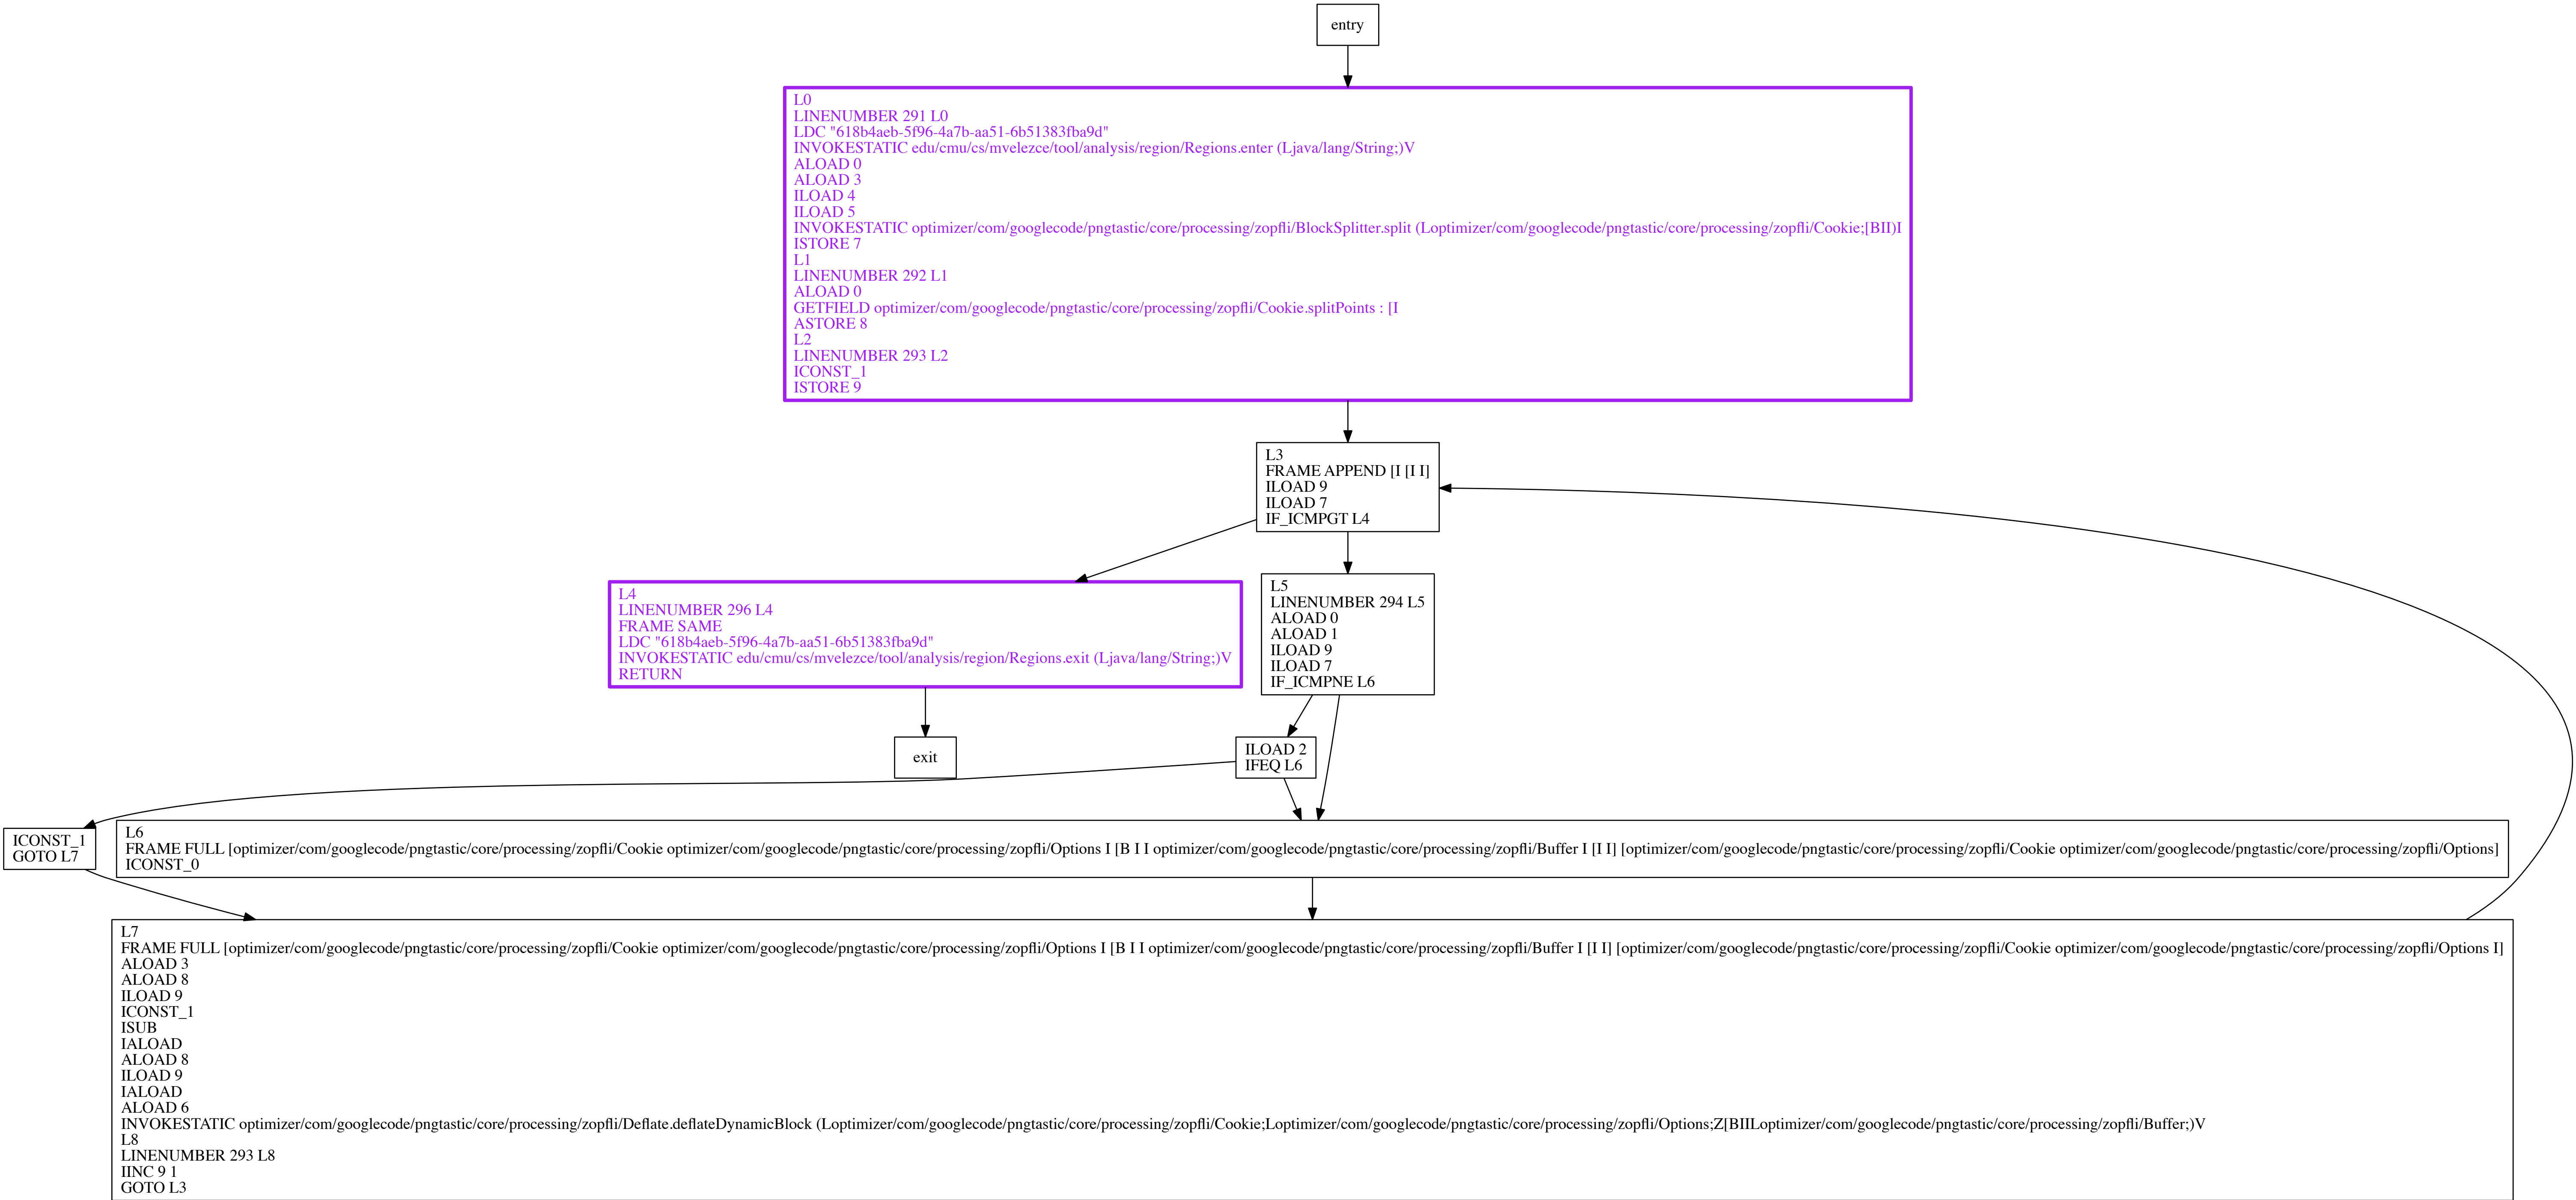 entry
L0
LINENUMBER 291 L0
LDC "618b4aeb-5f96-4a7b-aa51-6b51383fba9d"
INVOKESTATIC edu/cmu/cs/mvelezce/tool/analysis/region/Regions.enter (Ljava/lang/String;)V
ALOAD 0
ALOAD 3
ILOAD 4
ILOAD 5
INVOKESTATIC optimizer/com/googlecode/pngtastic/core/processing/zopfli/BlockSplitter.split (Loptimizer/com/googlecode/pngtastic/core/processing/zopfli/Cookie;[BII)I
ISTORE 7
L1
LINENUMBER 292 L1
ALOAD 0
GETFIELD optimizer/com/googlecode/pngtastic/core/processing/zopfli/Cookie.splitPoints : [I
ASTORE 8
L2
LINENUMBER 293 L2
ICONST_1
ISTORE 9
L3
FRAME APPEND [I [I I]
ILOAD 9
ILOAD 7
IF_ICMPGT L4
L4
LINENUMBER 296 L4
FRAME SAME
LDC "618b4aeb-5f96-4a7b-aa51-6b51383fba9d"
INVOKESTATIC edu/cmu/cs/mvelezce/tool/analysis/region/Regions.exit (Ljava/lang/String;)V
RETURN
L5
LINENUMBER 294 L5
ALOAD 0
ALOAD 1
ILOAD 9
ILOAD 7
IF_ICMPNE L6
exit
ILOAD 2
IFEQ L6
ICONST_1
GOTO L7
L6
FRAME FULL [optimizer/com/googlecode/pngtastic/core/processing/zopfli/Cookie optimizer/com/googlecode/pngtastic/core/processing/zopfli/Options I [B I I optimizer/com/googlecode/pngtastic/core/processing/zopfli/Buffer I [I I] [optimizer/com/googlecode/pngtastic/core/processing/zopfli/Cookie optimizer/com/googlecode/pngtastic/core/processing/zopfli/Options]
ICONST_0
L7
FRAME FULL [optimizer/com/googlecode/pngtastic/core/processing/zopfli/Cookie optimizer/com/googlecode/pngtastic/core/processing/zopfli/Options I [B I I optimizer/com/googlecode/pngtastic/core/processing/zopfli/Buffer I [I I] [optimizer/com/googlecode/pngtastic/core/processing/zopfli/Cookie optimizer/com/googlecode/pngtastic/core/processing/zopfli/Options I]
ALOAD 3
ALOAD 8
ILOAD 9
ICONST_1
ISUB
IALOAD
ALOAD 8
ILOAD 9
IALOAD
ALOAD 6
INVOKESTATIC optimizer/com/googlecode/pngtastic/core/processing/zopfli/Deflate.deflateDynamicBlock (Loptimizer/com/googlecode/pngtastic/core/processing/zopfli/Cookie;Loptimizer/com/googlecode/pngtastic/core/processing/zopfli/Options;Z[BIILoptimizer/com/googlecode/pngtastic/core/processing/zopfli/Buffer;)V
L8
LINENUMBER 293 L8
IINC 9 1
GOTO L3